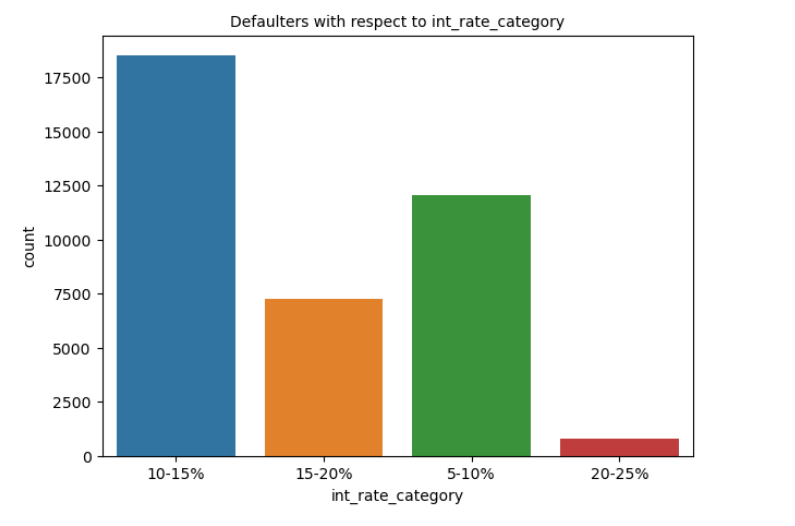 Defaulters with respect to int_rate_category
17500
15000
12500
10000
7500
5000
2500
0
count
10-15% 15-20% 5-10% 20-25%
int_rate_category